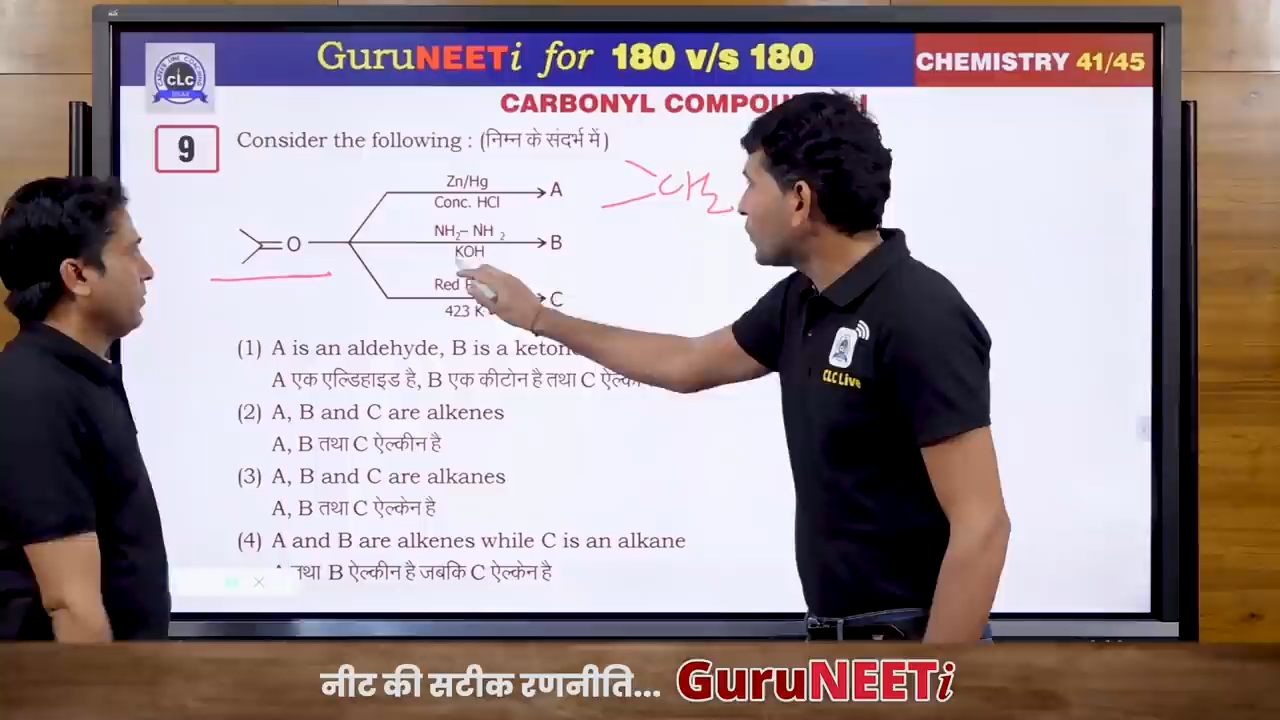 GuruNEETi for 180 v/s 180
CHEMISTRY 41/45
CLC
CARBONYL
9
Consider the following : (निम्न के संदर्भ में)
Zn/Hg
Conc. HCl
A
CH2
NH2– NH2
KOH
B
=O
Red
423 K
C
(1) A is an aldehyde, B is a
A एक एल्डिहाइड है, B एक कीटोन है तथा C
(2) A, B and C are alkenes
A, B तथा C ऐल्कीन है
(3) A, B and C are alkanes
A, B तथा C ऐल्केन है
(4) A and B are alkenes while C is an alkane
तथा B ऐल्कीन है जबकि C ऐल्केन है
CLC Live
नीट की सटीक रणनीति... GuruNEETi